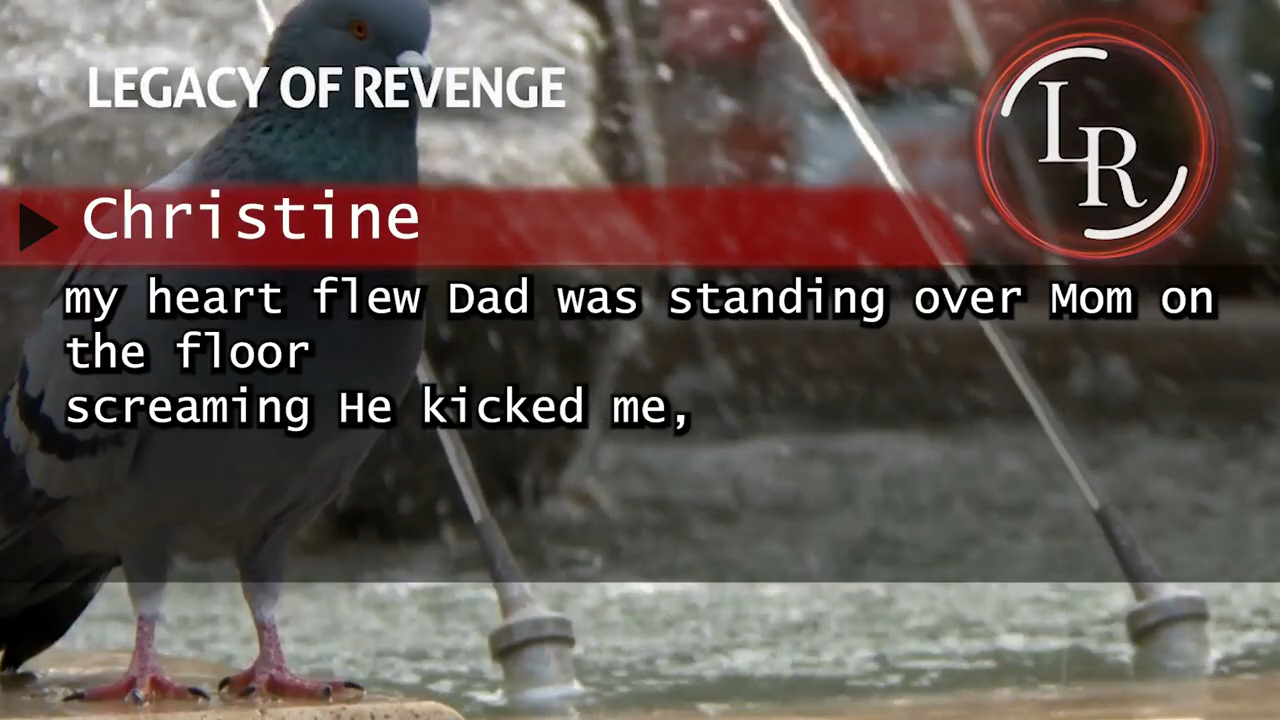 LEGACY OF REVENGE
LR
Christine
my heart flew Dad was standing over Mom on
the floor
screaming He kicked me,